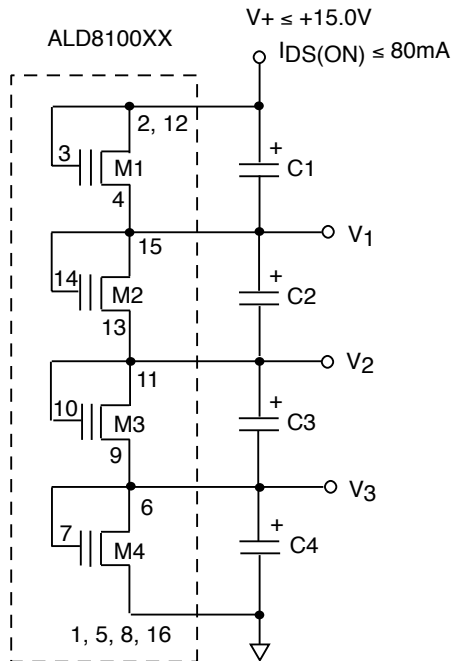 V+ ≤ +15.0V
ALD8100XX
IDS(ON) ≤ 80mA
2, 12
+
3
M1
C1
4
15
V1
14
+
M2
C2
13
11
V2
10
+
M3
C3
9
6
V3
7
+
M4
C4
1, 5, 8, 16